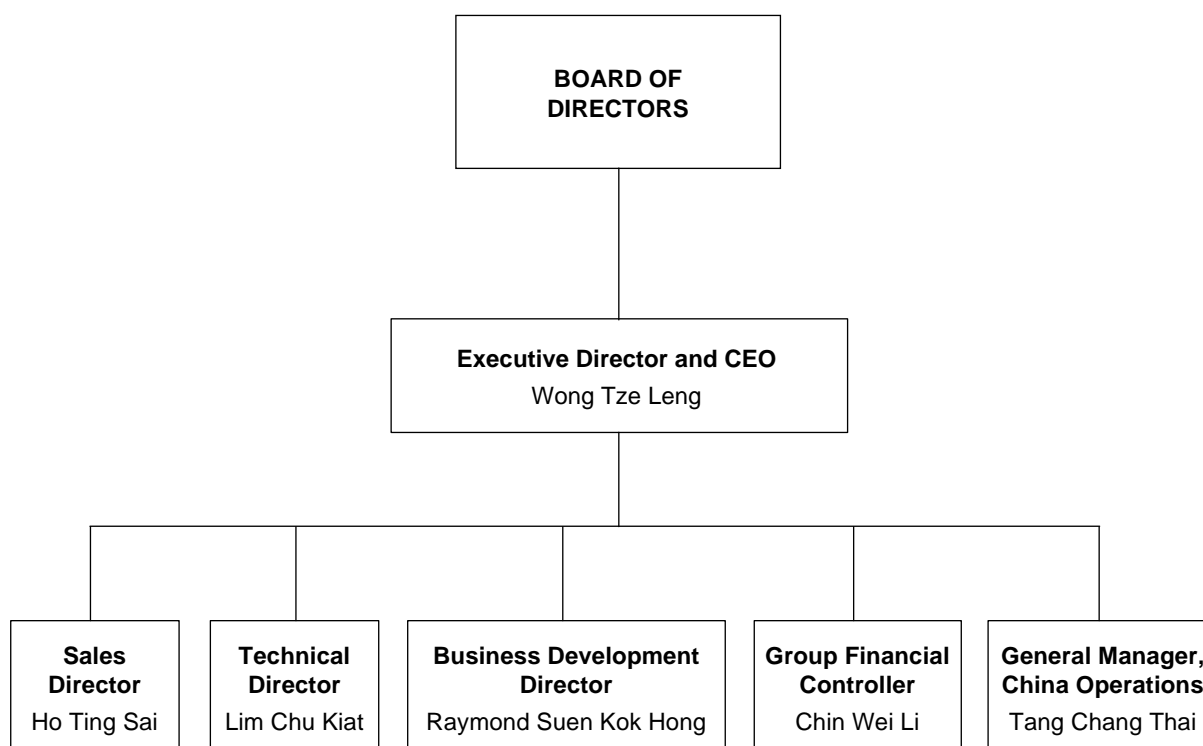 BOARD OF
DIRECTORS
Executive Director and CEO
Wong Tze Leng
Sales
Director
Ho Ting Sai
Technical
Director
Lim Chu Kiat
Business Development
Director
Raymond Suen Kok Hong
Group Financial
Controller
Chin Wei Li
General Manager,
China Operations
Tang Chang Thai